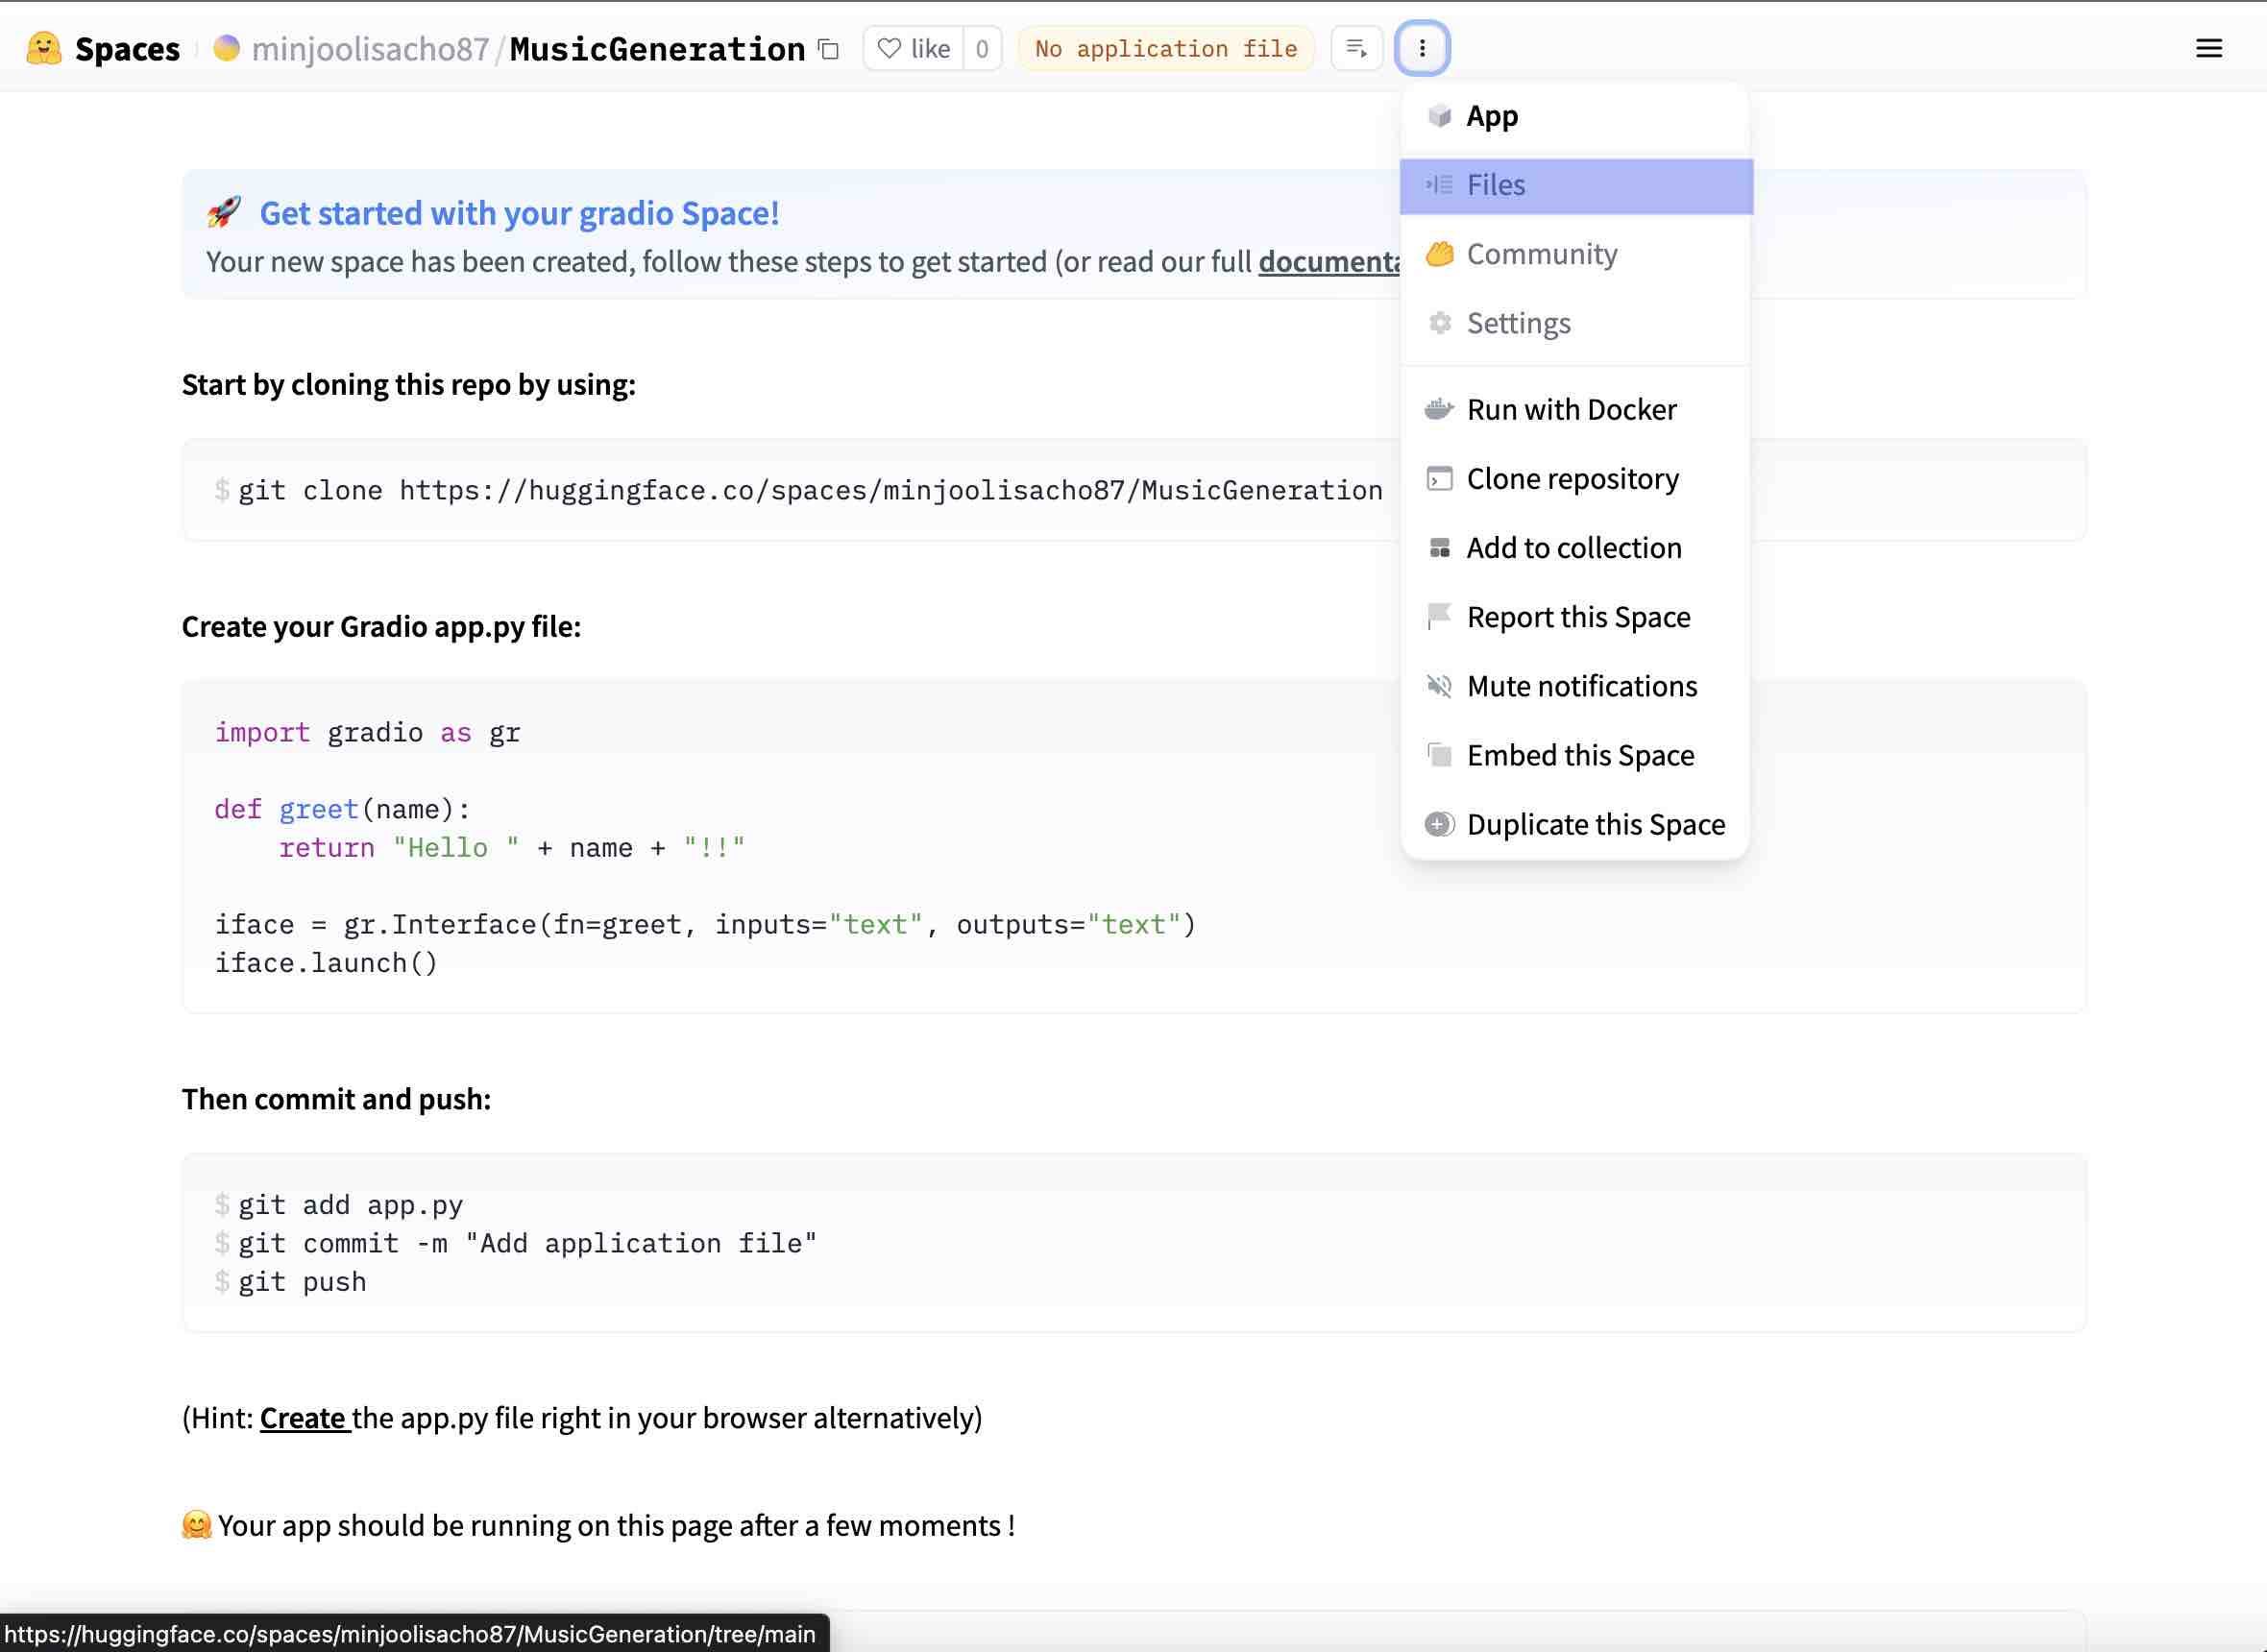 Spaces minjoolisacho87/MusicGeneration like 0 No application file
App
Files
Community
Settings
Run with Docker
Clone repository
Add to collection
Report this Space
Mute notifications
Embed this Space
Duplicate this Space
Get started with your gradio Space!
Your new space has been created, follow these steps to get started (or read our full
Start by cloning this repo by using:
$ git clone https://huggingface.co/spaces/minjoolisacho87/MusicGeneration
Create your Gradio app.py file:
import gradio as gr
def greet(name):
return "Hello " + name + "!!"
iface = gr.Interface(fn=greet, inputs="text", outputs="text")
iface.launch()
Then commit and push:
$ git add app.py
$ git commit -m "Add application file"
$ git push
(Hint: Create the app.py file right in your browser alternatively)
Your app should be running on this page after a few moments !
https://huggingface.co/spaces/minjoolisacho87/MusicGeneration/tree/main